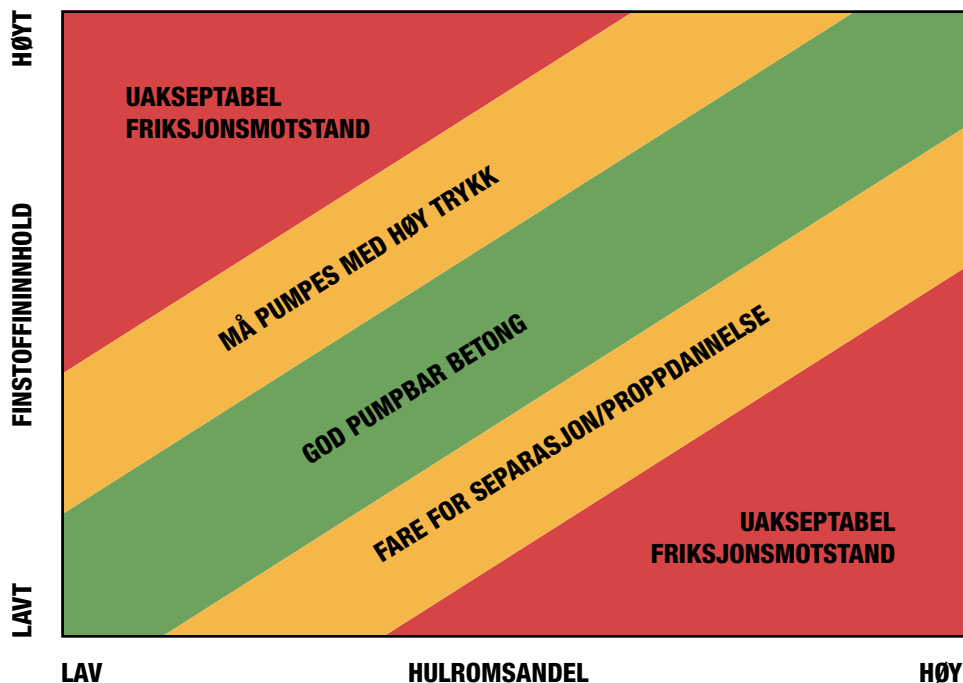 HØYT
FINSTOFFININNHOLD
LAVT
UAKSEPTABEL
FRIKSJONSMOTSTAND
MÅ PUMPES MED HØY TRYKK
GOD PUMPBAR BETONG
FARE FOR SEPARASJON/PROPPDANNELSE
UAKSEPTABEL
FRIKSJONSMOTSTAND
LAV
HULROMSANDEL
HØY